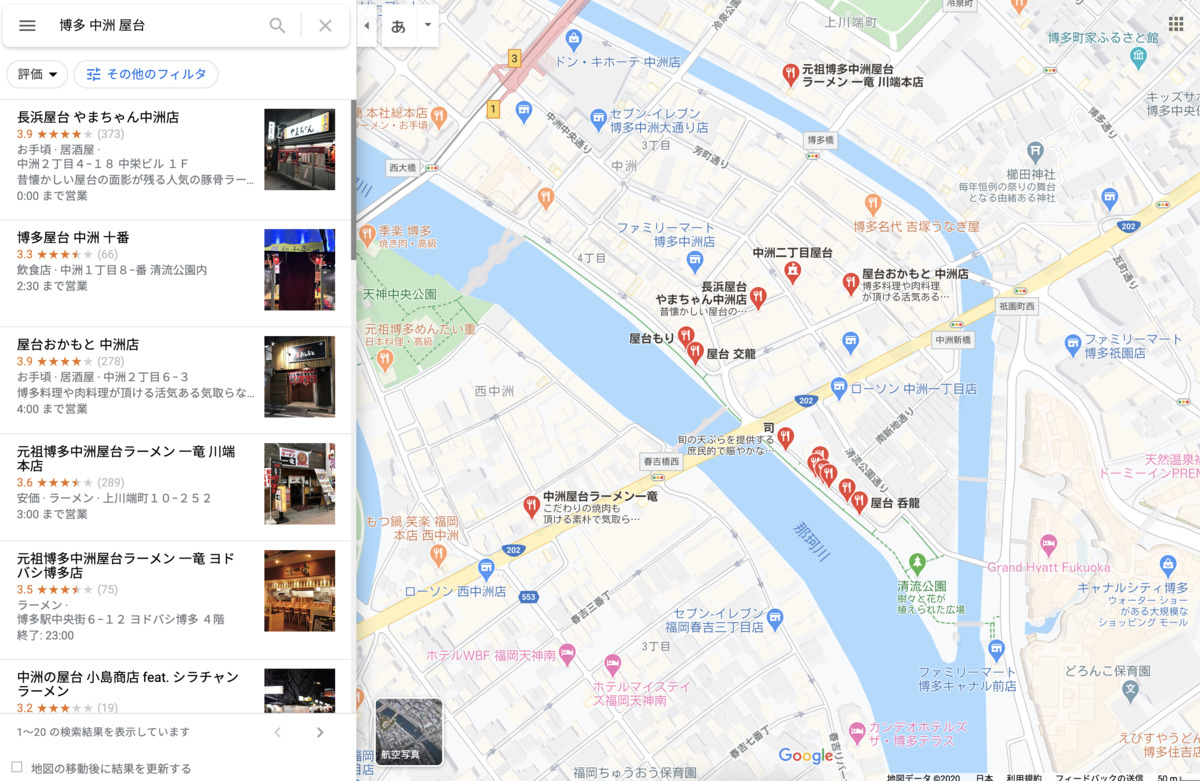 博多 中洲 屋台
評価
その他のフィルタ
長浜屋台 やまちゃん中洲店
3.9 (373)
お手頃 · 居酒屋 ·
中洲２丁目４−１８ 中栄ビル １Ｆ
昔懐かしい屋台の面影が残る人気の豚骨ラー…
0:00 まで営業
博多屋台 中洲 十番
3.3 (66)
飲食店 · 中洲１丁目８−番 清流公園内
2:30 まで営業
屋台おかもと 中洲店
3.9 (278)
お手頃 · 居酒屋 · 中洲２丁目６−３
博多料理や肉料理が頂ける活気ある気取らな…
4:00 まで営業
元祖博多中洲屋台ラーメン 一竜 川端
本店
3.6 (289)
安価 · ラーメン · 上川端町１０−２５２
3:00 まで営業
元祖博多中洲屋台ラーメン 一竜 ヨド
バシ博多店
3.5 (75)
ラーメン ·
博多駅中央街６−１２ ヨドバシ博多 ４階
終了: 23:00
中洲の屋台 小島商店 feat. シラチャン
ラーメン
3.2 (19)
1～20 の検索結果を表示しています
地図の移動後に結果を更新する
あ
冷泉公園通り
上川端町
冷泉町
博多町家ふるさと館
ドン・キホーテ 中洲店
元祖博多中洲屋台
ラーメン 一竜 川端本店
3
1
本社総本店
ラーメン・お手頃
セブン-イレブン
博多中洲大通り店
3丁目
中洲中央通り
芳町通り
中洲
博多橋
西大橋
櫛田神社
毎年恒例の祭りの舞台
となる由緒ある神社
季楽 博多
焼き肉・高級
ファミリーマート
博多中洲店
4丁目
博多名代 吉塚うなぎ屋
202
中洲二丁目屋台
長浜屋台
やまちゃん中洲店
昔懐かしい屋台の…
屋台おかもと 中洲店
博多料理や肉料理
が頂ける活気ある…
天神中央公園
祇園町西
元祖博多めんたい重
日本料理・高級
屋台もり
屋台 交龍
中洲新橋
ファミリーマート
博多祇園店
西中洲
202
ローソン 中洲一丁目店
南新地通り
司
旬の天ぷらを提供する
庶民的で賑やかな…
清流公園通り
春吉橋西
屋台 呑龍
中洲屋台ラーメン一竜
こだわりの焼肉も
頂ける素朴で気取ら…
もつ鍋 笑楽 福岡
本店 西中洲
202
那珂川
ローソン 西中洲店
553
清流公園
樹々と花が
植えられた広場
Grand Hyatt Fukuoka
キャナルシティ博多
ウォーター ショー
がある大規模な
ショッピング モール
セブン-イレブン
福岡春吉三丁目店
3丁目
ホテルWBF 福岡天神南
ホテルマイステイ
ズ福岡天神南
ファミリーマート
博多キャナル前店
どろんこ保育園
カンデオホテルズ
ザ・博多テラス
航空写真
福岡ちゅうおう保育園
Google
地図データ ©2020
日本
利用規約
フィードバックの送信
50 m